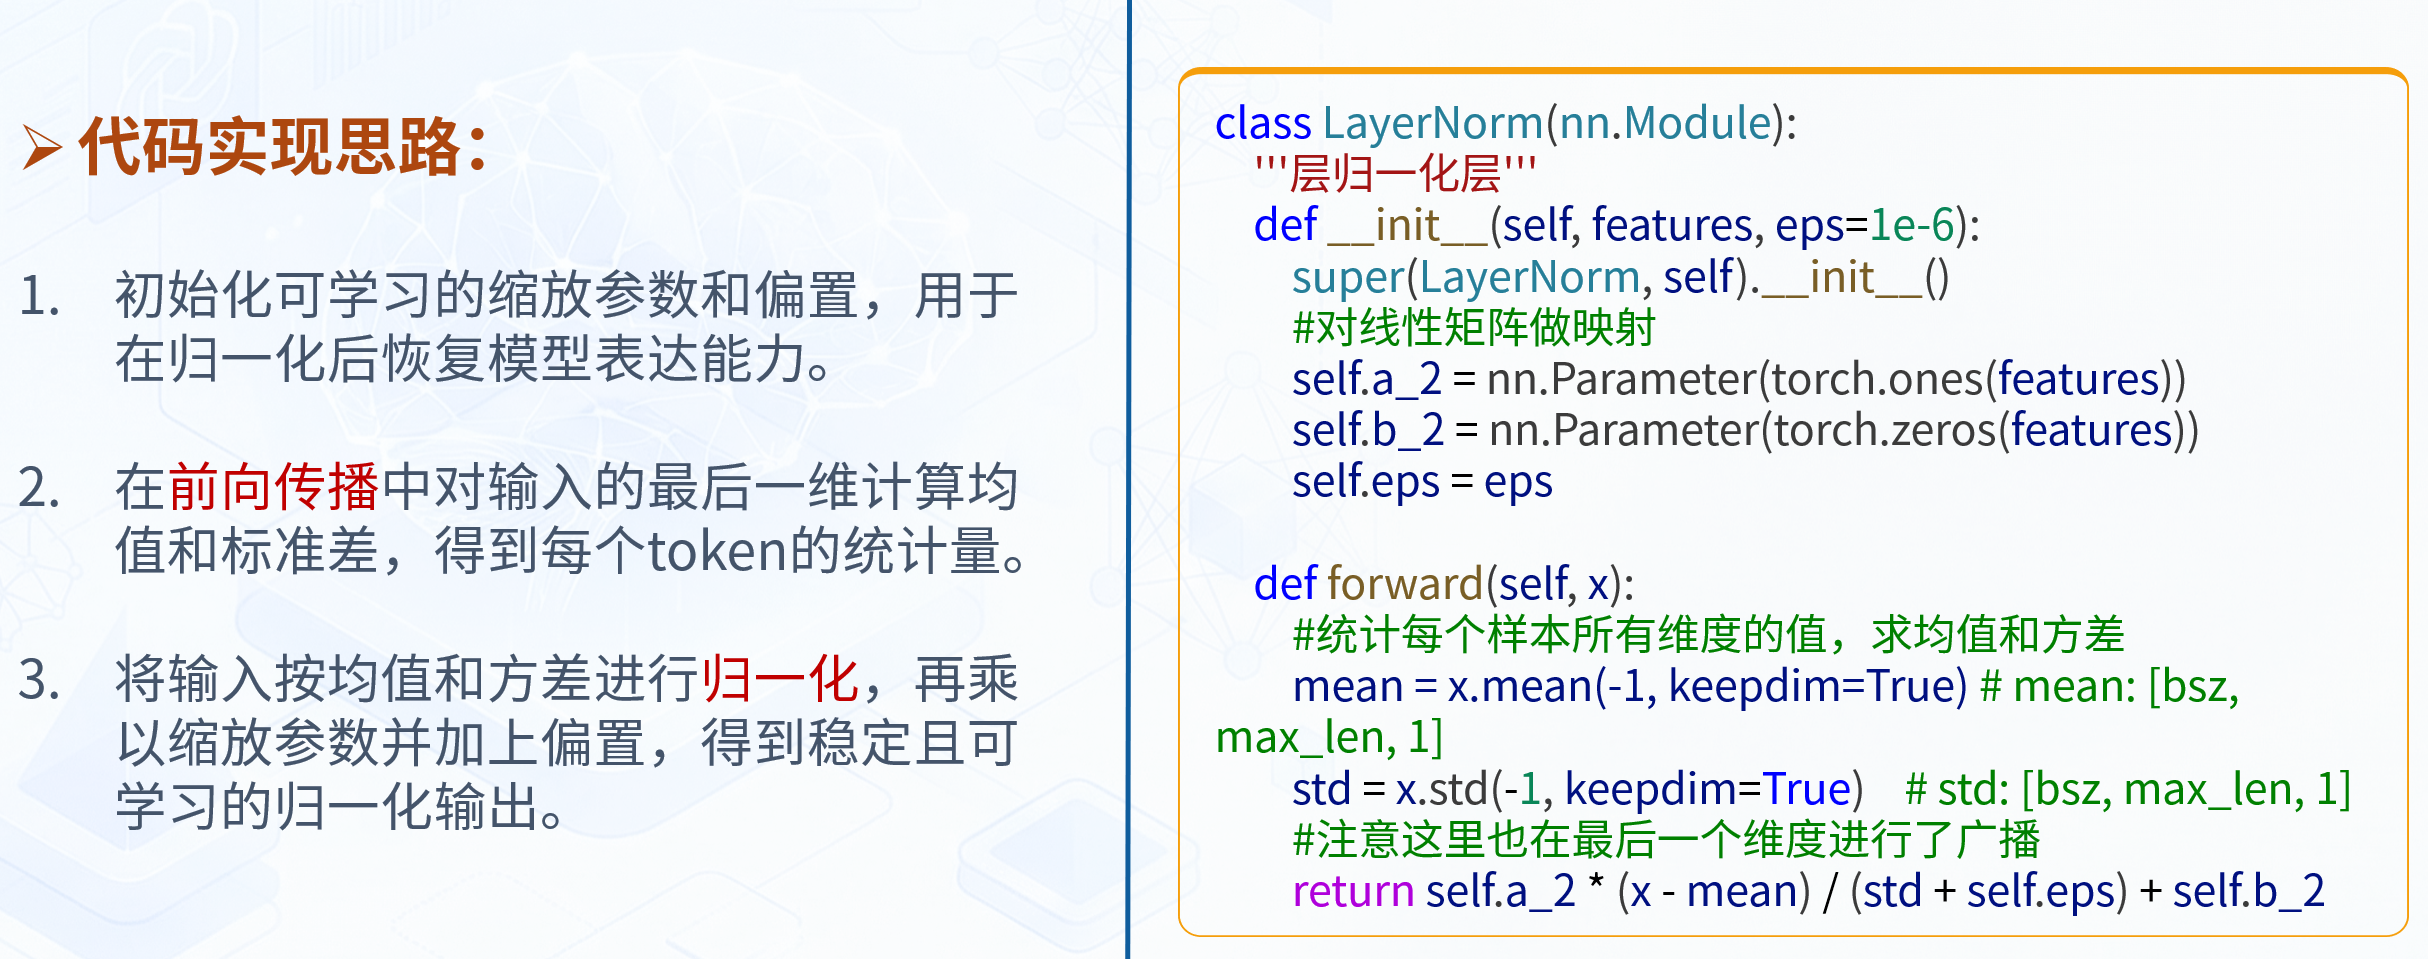 ➢ 代码实现思路：
1. 初始化可学习的缩放参数和偏置，用于
在归一化后恢复模型表达能力。
2. 在前向传播中对输入的最后一维计算均
值和标准差，得到每个token的统计量。
3. 将输入按均值和方差进行归一化，再乘
以缩放参数并加上偏置，得到稳定且可
学习的归一化输出。
class LayerNorm(nn.Module):
'''层归一化层'''
def __init__(self, features, eps=1e-6):
super(LayerNorm, self).__init__()
#对线性矩阵做映射
self.a_2 = nn.Parameter(torch.ones(features))
self.b_2 = nn.Parameter(torch.zeros(features))
self.eps = eps
def forward(self, x):
#统计每个样本所有维度的值，求均值和方差
mean = x.mean(-1, keepdim=True) # mean: [bsz,
max_len, 1]
std = x.std(-1, keepdim=True) # std: [bsz, max_len, 1]
#注意这里也在最后一个维度进行了广播
return self.a_2 * (x - mean) / (std + self.eps) + self.b_2